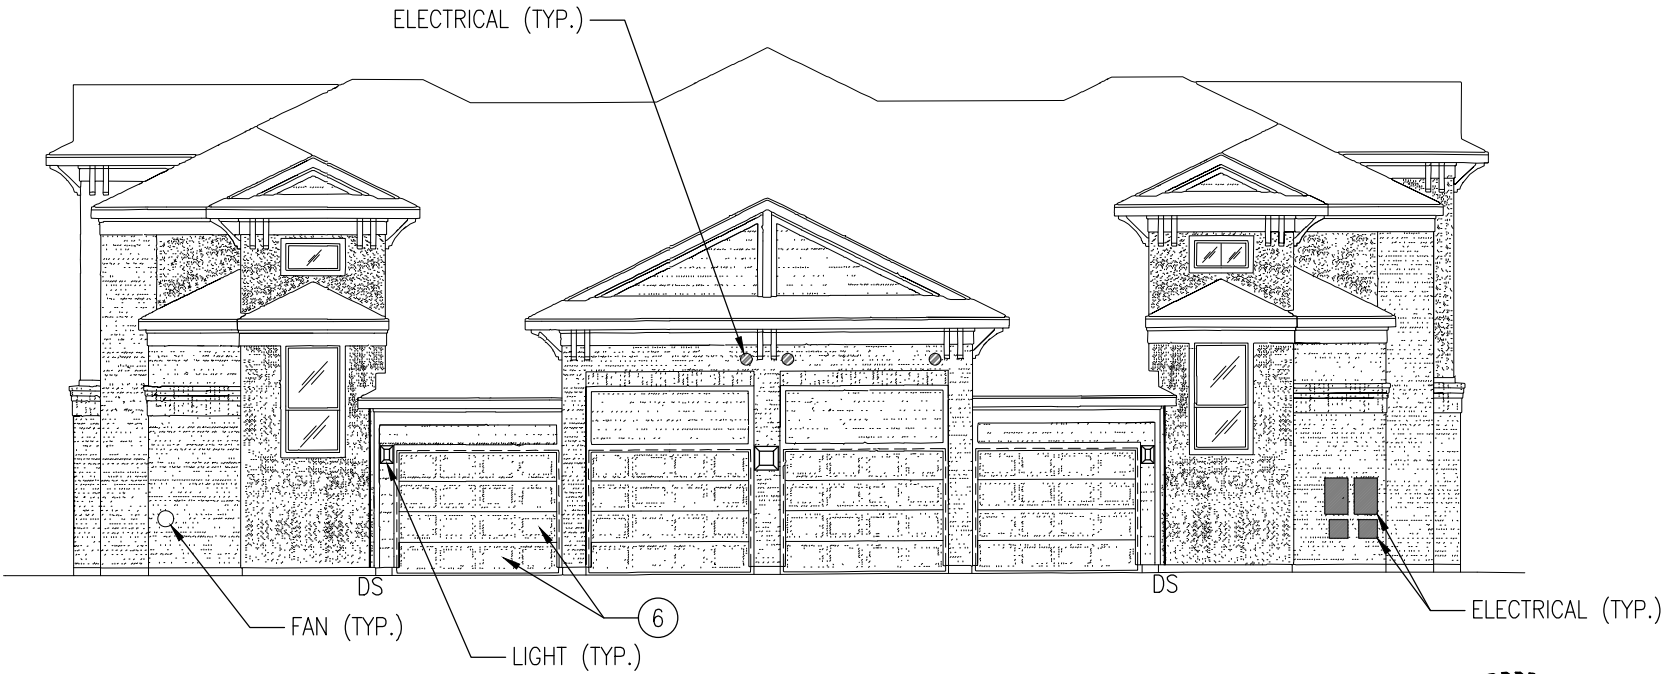 ELECTRICAL (TYP.)
DS
DS
6
ELECTRICAL (TYP.)
FAN (TYP.)
LIGHT (TYP.)